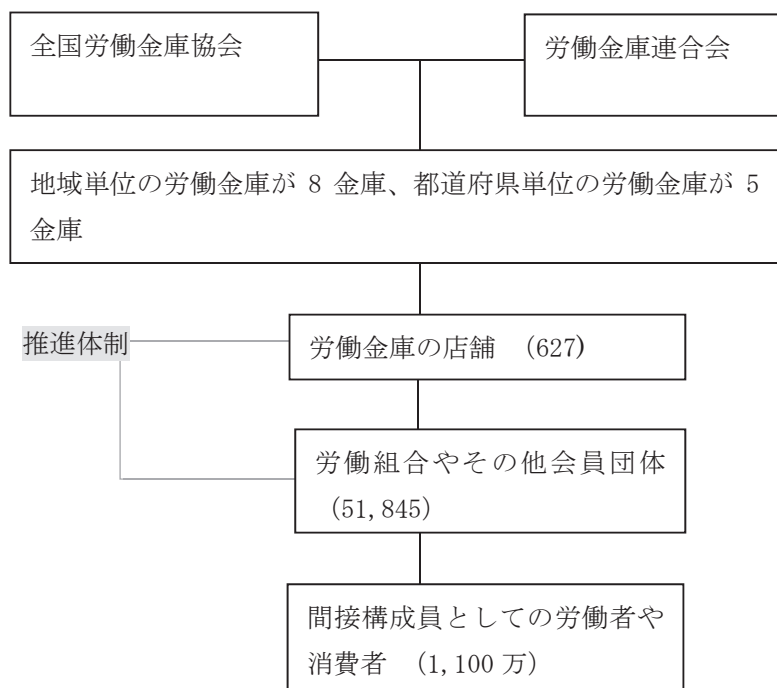 全国労働金庫協会
労働金庫連合会
地域単位の労働金庫が 8 金庫、都道府県単位の労働金庫が 5
金庫
推進体制
労働金庫の店舗 (627)
労働組合やその他会員団体
(51,845)
間接構成員としての労働者や
消費者 (1,100 万)